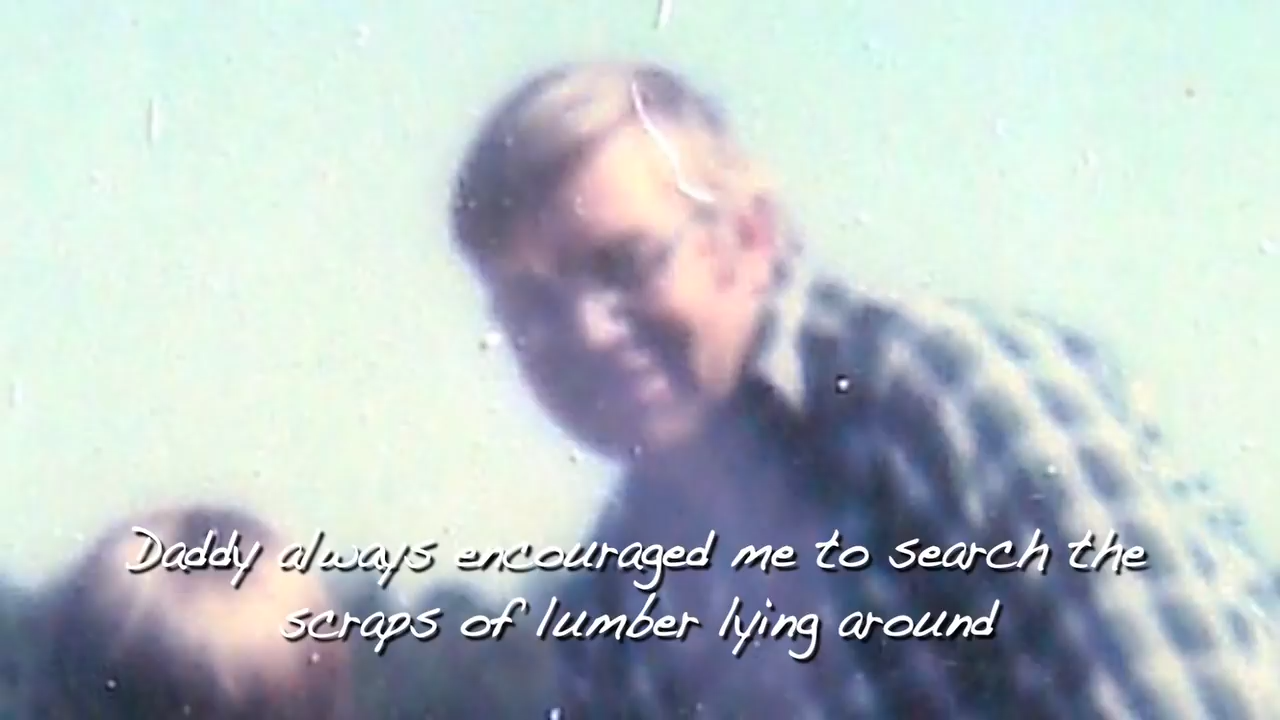 Daddy always encouraged me to search the
scraps of lumber lying around